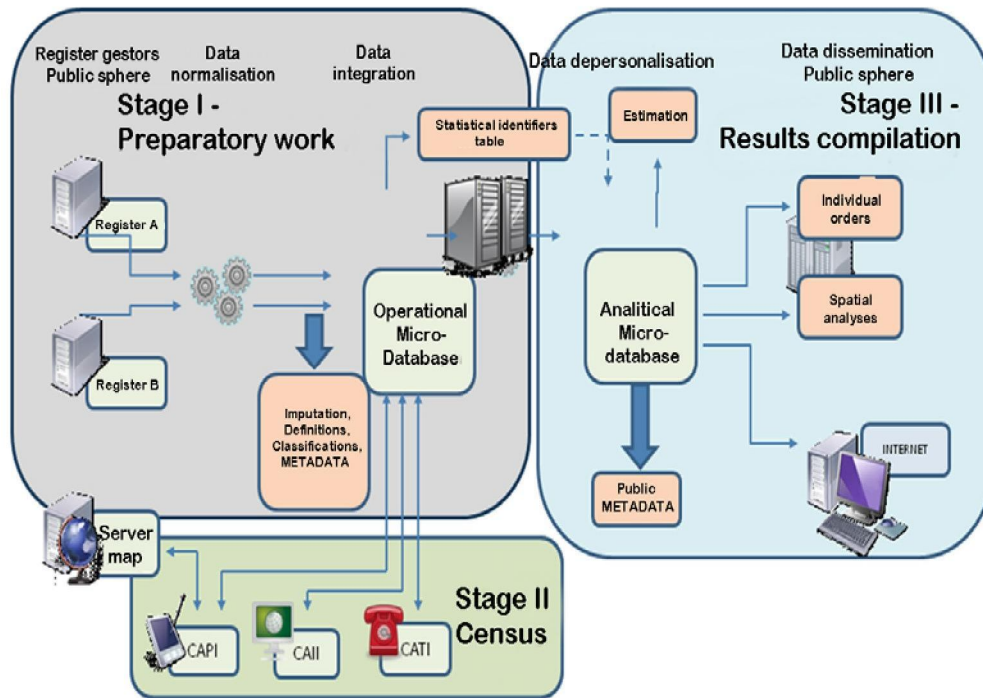 Register gestors
Public sphere
Data
normalisation
Data
integration
Stage I -
Preparatory work
Statistical identifiers
table
Register A
Register B
Operational
Micro-
Database
Imputation,
Definitions,
Classifications,
METADATA
Data depersonalisation
Data dissemination
Public sphere
Stage III -
Results compilation
Estimation
Individual
orders
Spatial
analyses
Analitical
Micro-
database
INTERNET
Public
METADATA
Server
map
Stage II
Census
CAPI
CAII
CATI